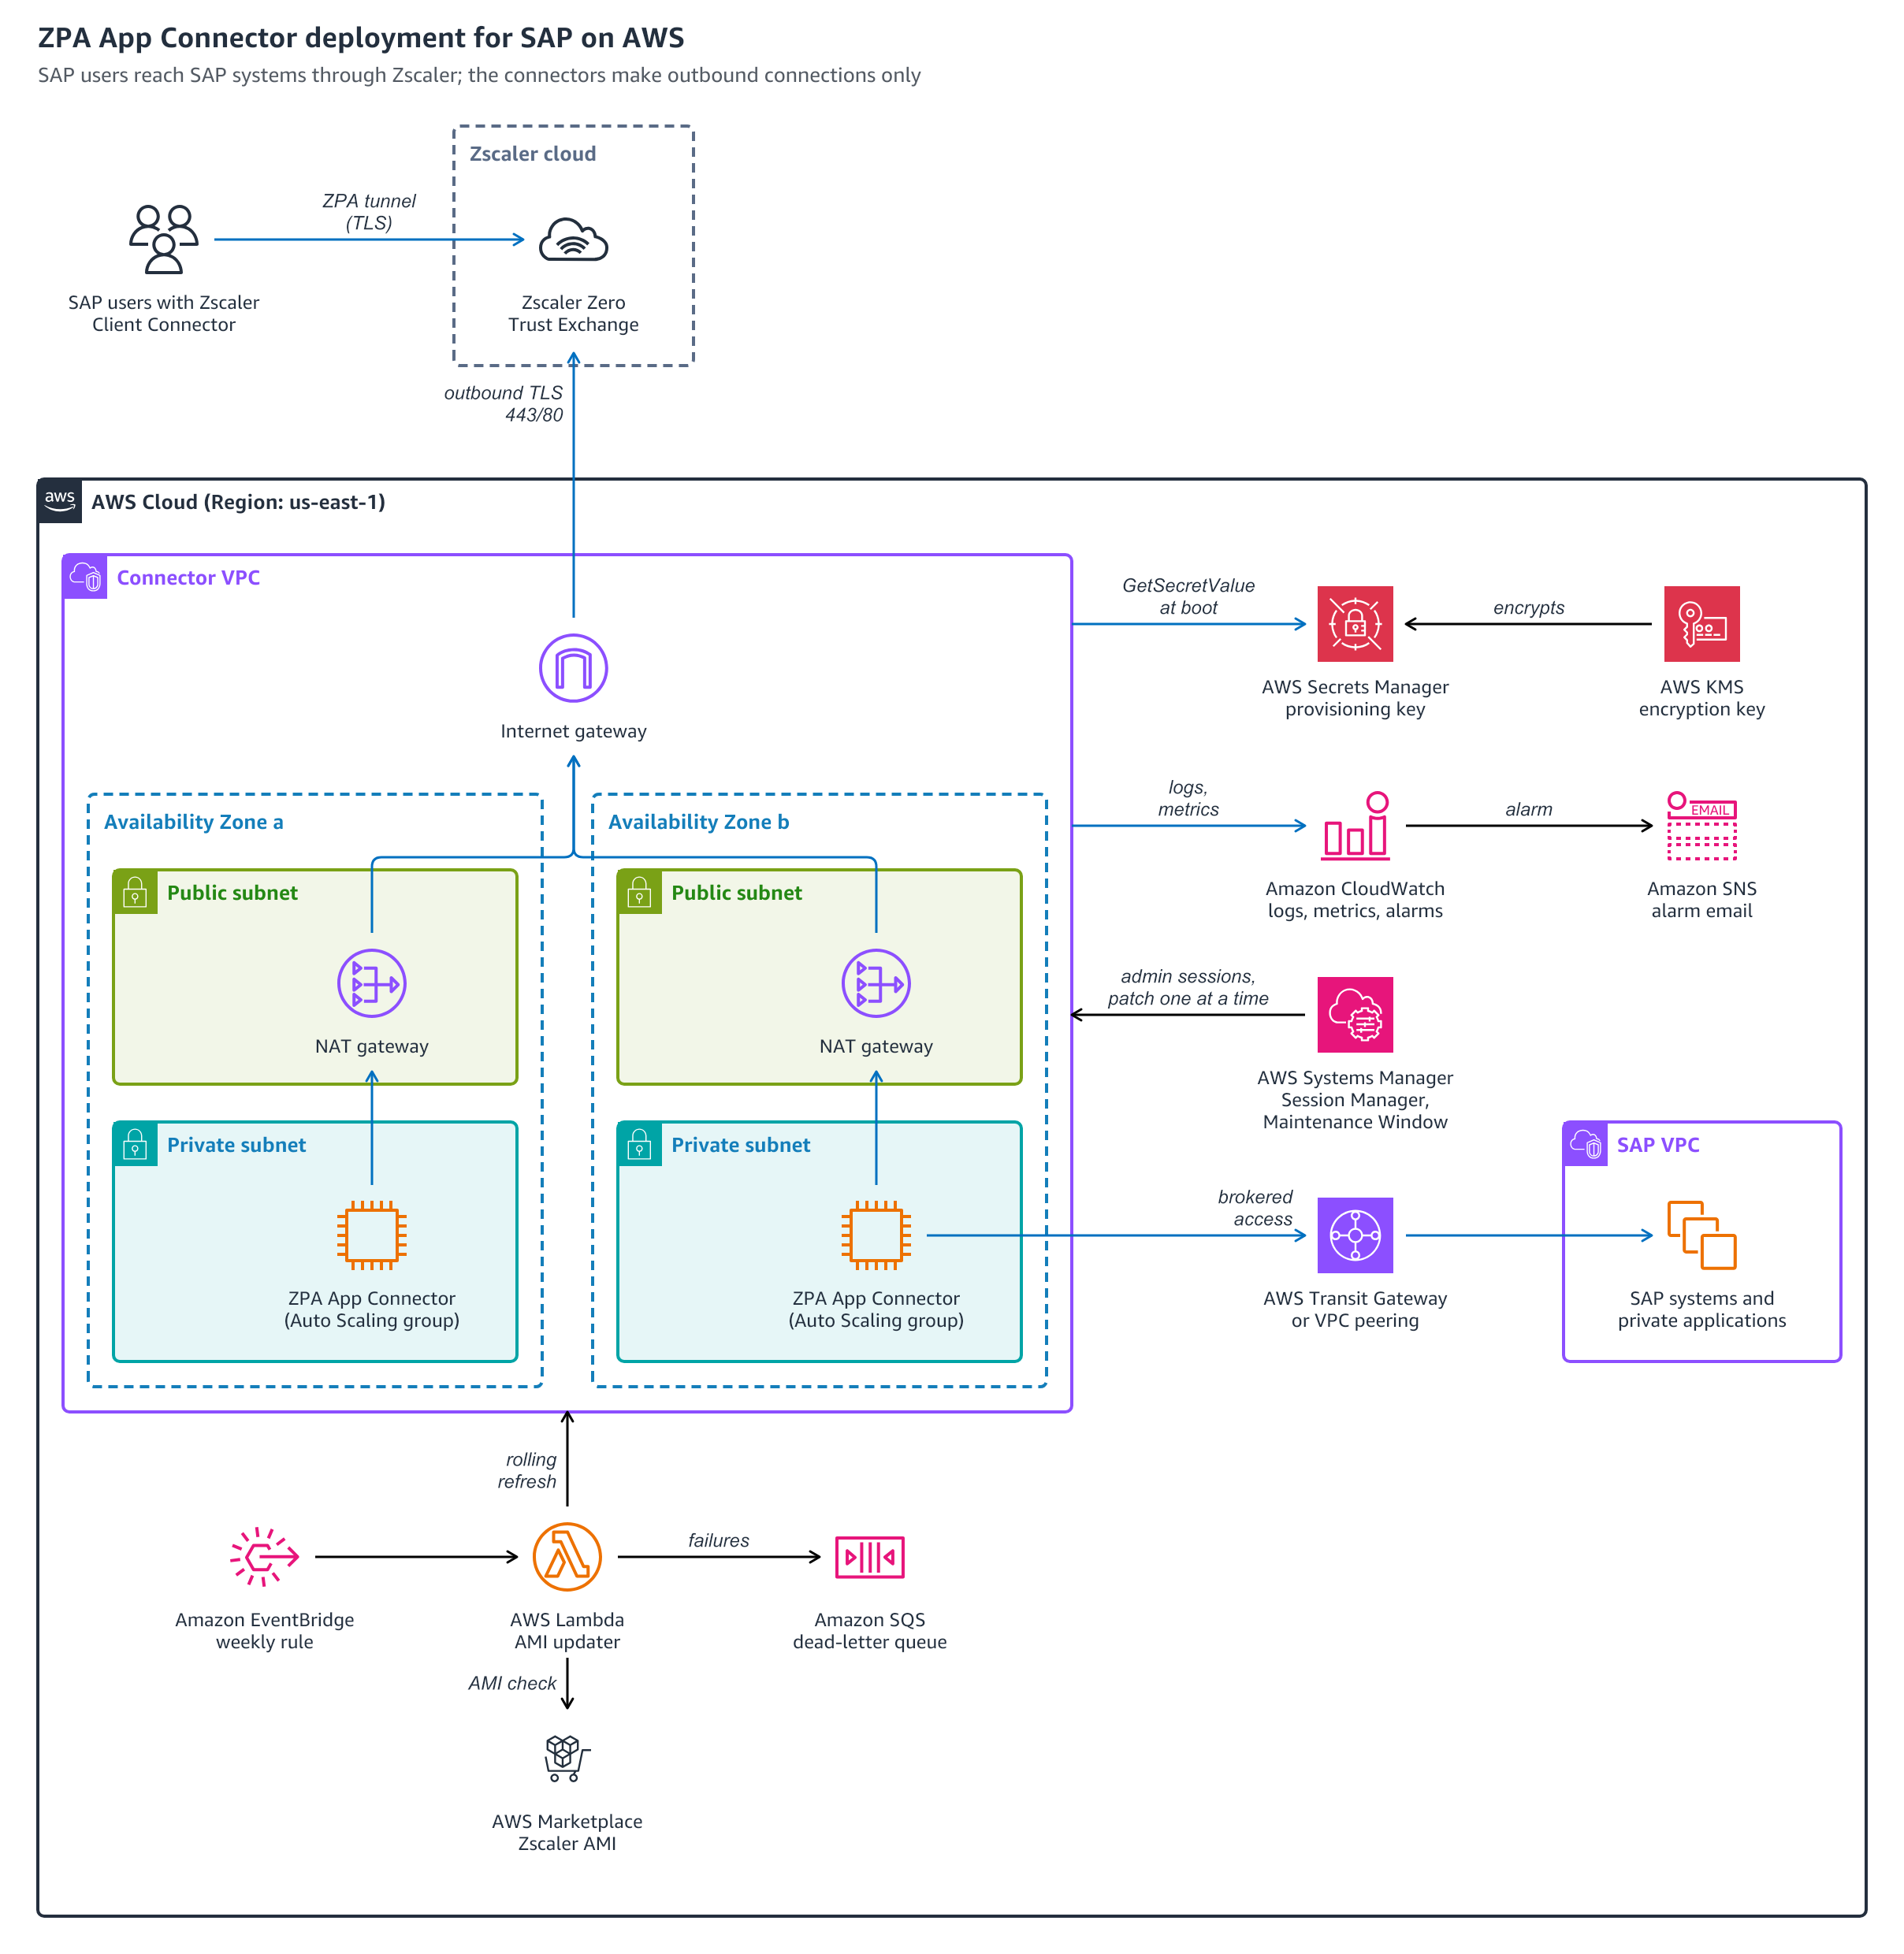 ZPA App Connector deployment for SAP on AWS
SAP users reach SAP systems through Zscaler; the connectors make outbound connections only
Zscaler cloud
ZPA tunnel
(TLS)
SAP users with Zscaler
Client Connector
Zscaler Zero
Trust Exchange
outbound TLS
443/80
aws
AWS Cloud (Region: us-east-1)
Connector VPC
GetSecretValue
at boot
encrypts
AWS Secrets Manager
provisioning key
AWS KMS
encryption key
Internet gateway
logs,
metrics
alarm
EMAIL
Amazon CloudWatch
logs, metrics, alarms
Amazon SNS
alarm email
Availability Zone a
Availability Zone b
Public subnet
Public subnet
NAT gateway
NAT gateway
admin sessions,
patch one at a time
AWS Systems Manager
Session Manager,
Maintenance Window
Private subnet
Private subnet
SAP VPC
brokered
access
ZPA App Connector
(Auto Scaling group)
ZPA App Connector
(Auto Scaling group)
AWS Transit Gateway
or VPC peering
SAP systems and
private applications
rolling
refresh
failures
Amazon EventBridge
weekly rule
AWS Lambda
AMI updater
Amazon SQS
dead-letter queue
AMI check
AWS Marketplace
Zscaler AMI